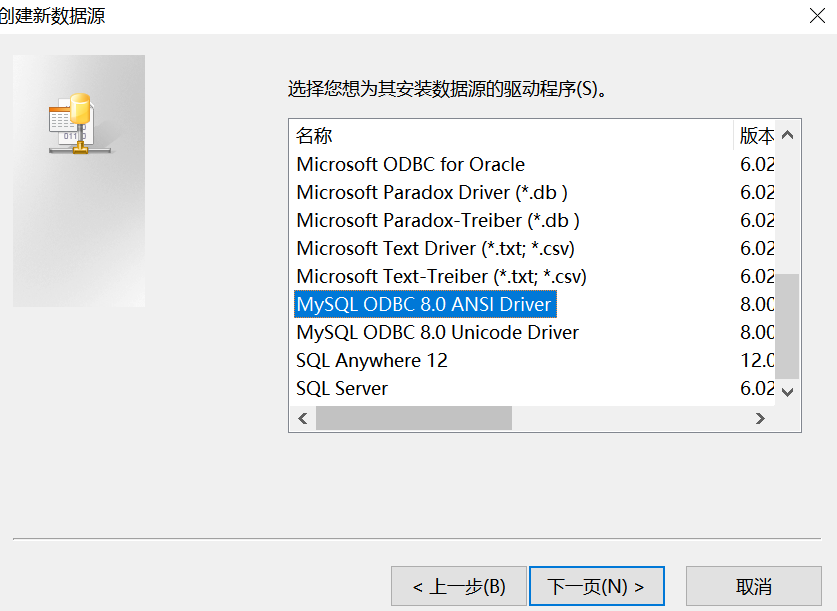 创建新数据源
选择您想为其安装数据源的驱动程序(S)。
名称 版本
Microsoft ODBC for Oracle 6.02
Microsoft Paradox Driver (*.db ) 6.02
Microsoft Paradox-Treiber (*.db ) 6.02
Microsoft Text Driver (*.txt; *.csv) 6.02
Microsoft Text-Treiber (*.txt; *.csv) 6.02
MySQL ODBC 8.0 ANSI Driver 8.00
MySQL ODBC 8.0 Unicode Driver 8.00
SQL Anywhere 12 12.0
SQL Server 6.02
< 上一步(B) 下一页(N) > 取消